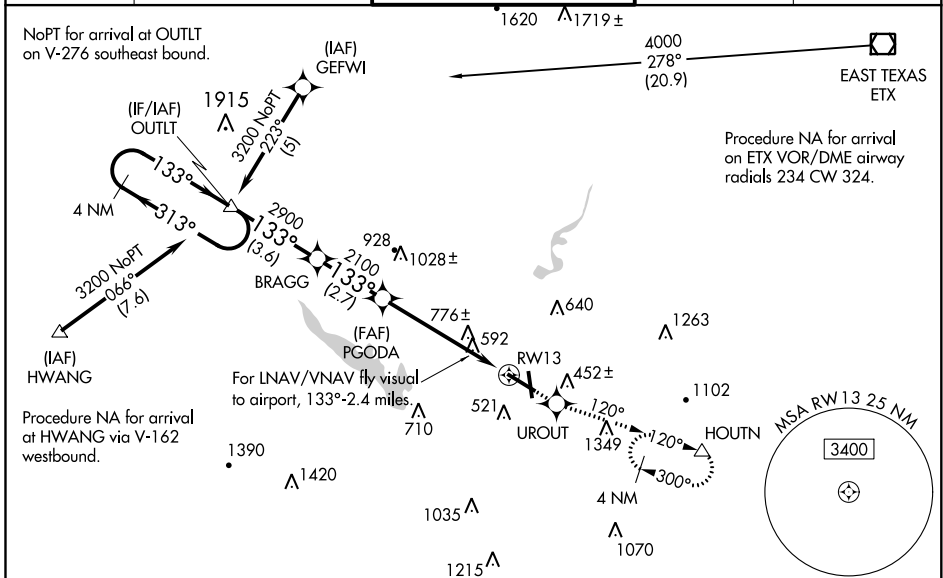 1620
1719±
NoPT for arrival at OUTLT
on V-276 southeast bound.
(IAF)
GEFWI
4000
278°
(20.9)
EAST TEXAS
ETX
(IF/IAF)
OUTLT
1915
3200 NoPT
223°
(5)
Procedure NA for arrival
on ETX VOR/DME airway
radials 234 CW 324.
133°
4 NM
313°
2900
133°
(3.6)
BRAGG
928
1028±
2100
133°
(2.7)
3200 NoPT
066°
(7.6)
(IAF)
HWANG
(FAF)
PGODA
776±
592
640
1263
RW13
For LNAV/VNAV fly visual
to airport, 133°-2.4 miles.
452±
1102
521
710
UROUT
120°
1349
120°
HOUTN
300°
4 NM
Procedure NA for arrival
at HWANG via V-162
westbound.
1390
1420
1035
1070
1215
MSA RW13 25 NM
3400